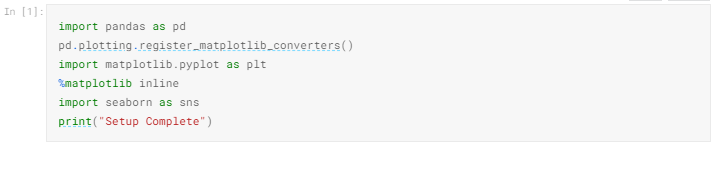 In [1]:
import pandas as pd
pd.plotting.register_matplotlib_converters()
import matplotlib.pyplot as plt
%matplotlib inline
import seaborn as sns
print("Setup Complete")